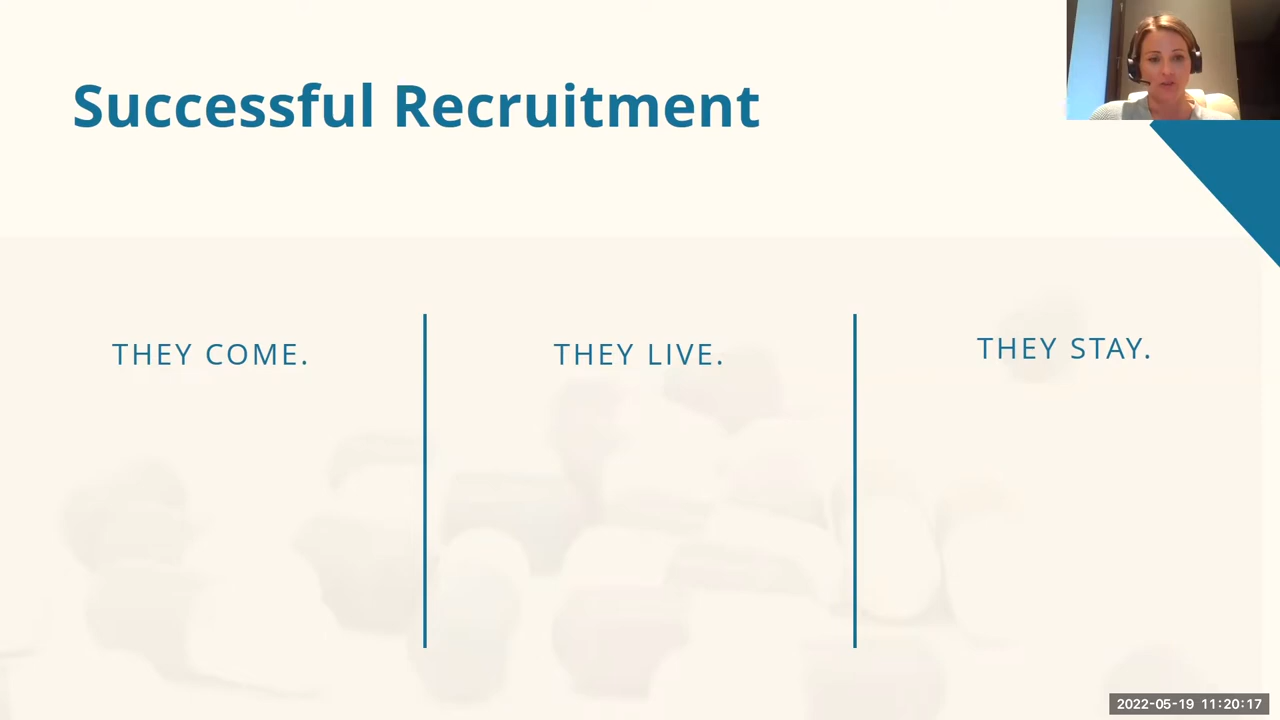 Successful Recruitment
THEY COME.
THEY LIVE.
THEY STAY.
2022-05-19 11:20:17